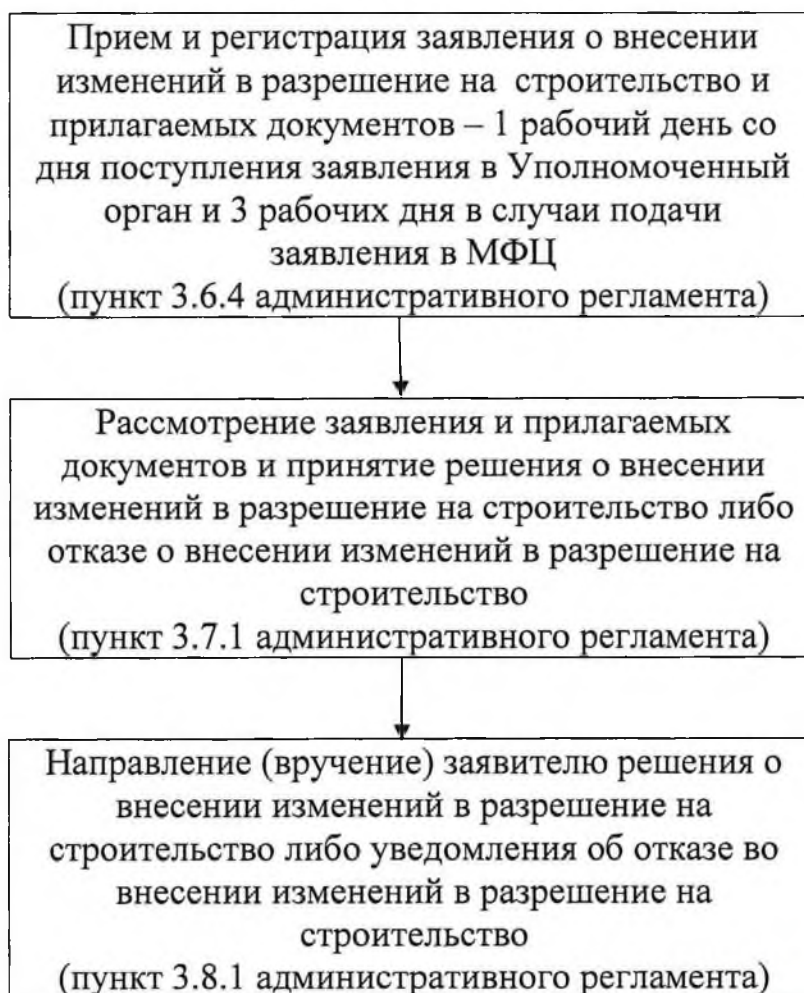 Прием и регистрация заявления о внесении
изменений в разрешение на строительство и
прилагаемых документов – 1 рабочий день со
дня поступления заявления в Уполномоченный
орган и 3 рабочих дня в случаи подачи
заявления в МФЦ
(пункт 3.6.4 административного регламента)
Рассмотрение заявления и прилагаемых
документов и принятие решения о внесении
изменений в разрешение на строительство либо
отказе о внесении изменений в разрешение на
строительство
(пункт 3.7.1 административного регламента)
Направление (вручение) заявителю решения о
внесении изменений в разрешение на
строительство либо уведомления об отказе во
внесении изменений в разрешение на
строительство
(пункт 3.8.1 административного регламента)